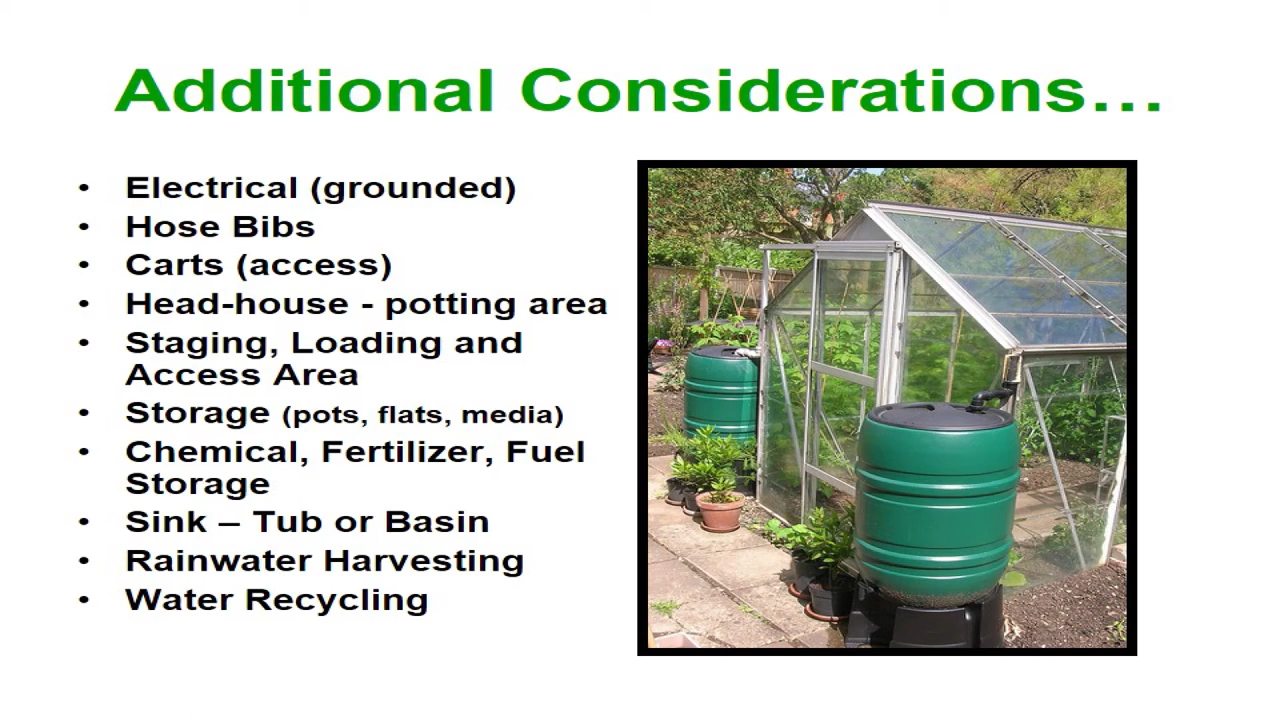 Additional Considerations…
• Electrical (grounded)
• Hose Bibs
• Carts (access)
• Head-house - potting area
• Staging, Loading and
Access Area
• Storage (pots, flats, media)
• Chemical, Fertilizer, Fuel
Storage
• Sink – Tub or Basin
• Rainwater Harvesting
• Water Recycling